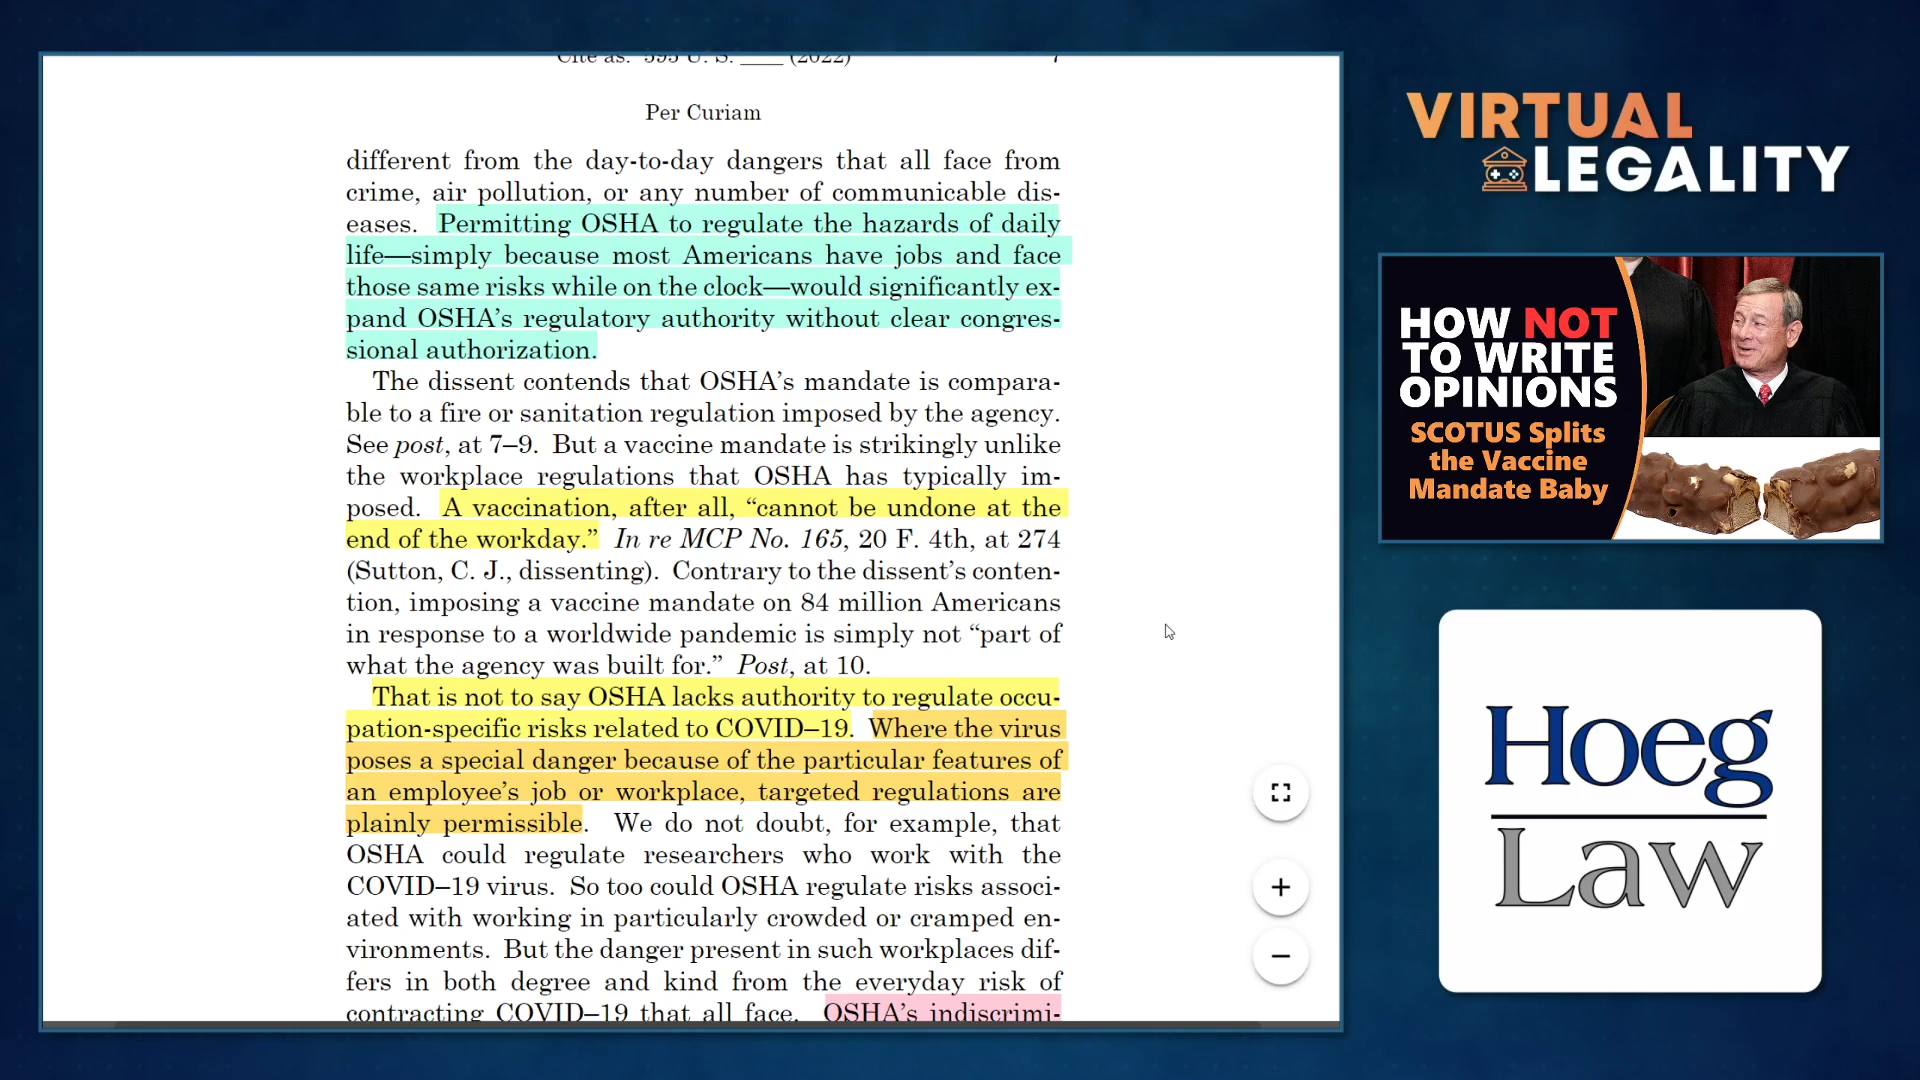 Cite as: 595 U. S. ____ (2022) 7
Per Curiam
different from the day-to-day dangers that all face from
crime, air pollution, or any number of communicable dis-
eases. Permitting OSHA to regulate the hazards of daily
life—simply because most Americans have jobs and face
those same risks while on the clock—would significantly ex-
pand OSHA’s regulatory authority without clear congres-
sional authorization.
The dissent contends that OSHA’s mandate is compara-
ble to a fire or sanitation regulation imposed by the agency.
See post, at 7–9. But a vaccine mandate is strikingly unlike
the workplace regulations that OSHA has typically im-
posed. A vaccination, after all, “cannot be undone at the
end of the workday.” In re MCP No. 165, 20 F. 4th, at 274
(Sutton, C. J., dissenting). Contrary to the dissent’s conten-
tion, imposing a vaccine mandate on 84 million Americans
in response to a worldwide pandemic is simply not “part of
what the agency was built for.” Post, at 10.
That is not to say OSHA lacks authority to regulate occu-
pation-specific risks related to COVID–19. Where the virus
poses a special danger because of the particular features of
an employee’s job or workplace, targeted regulations are
plainly permissible. We do not doubt, for example, that
OSHA could regulate researchers who work with the
COVID–19 virus. So too could OSHA regulate risks associ-
ated with working in particularly crowded or cramped en-
vironments. But the danger present in such workplaces dif-
fers in both degree and kind from the everyday risk of
contracting COVID–19 that all face. OSHA’s indiscrimi-
VIRTUAL
LEGALITY
HOW NOT
TO WRITE
OPINIONS
SCOTUS Splits
the Vaccine
Mandate Baby
Hoeg
Law